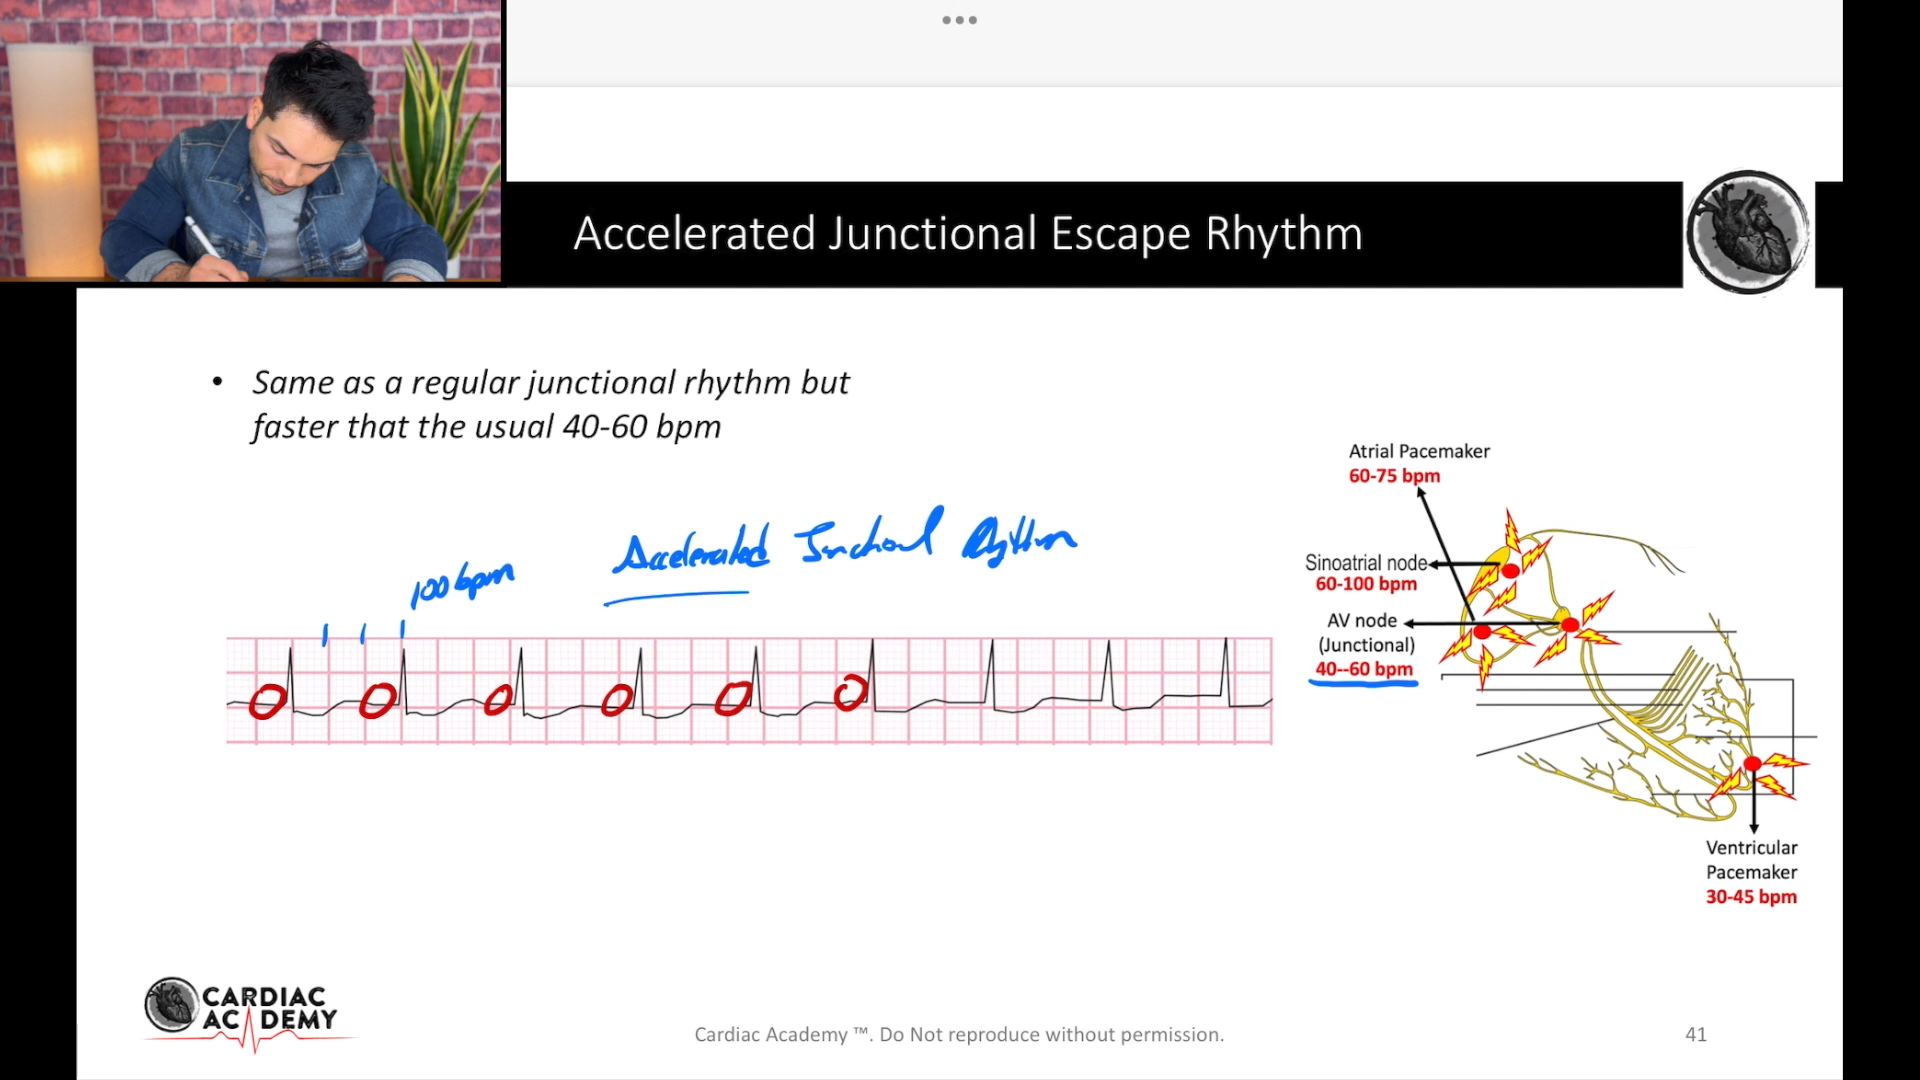 Accelerated Junctional Escape Rhythm
• Same as a regular junctional rhythm but
faster that the usual 40-60 bpm
Accelerated Junctional Rhythm
100 bpm
Atrial Pacemaker
60-75 bpm
Sinoatrial node
60-100 bpm
AV node
(Junctional)
40--60 bpm
Ventricular
Pacemaker
30-45 bpm
CARDIAC
ACADEMY
Cardiac Academy ™. Do Not reproduce without permission.
41